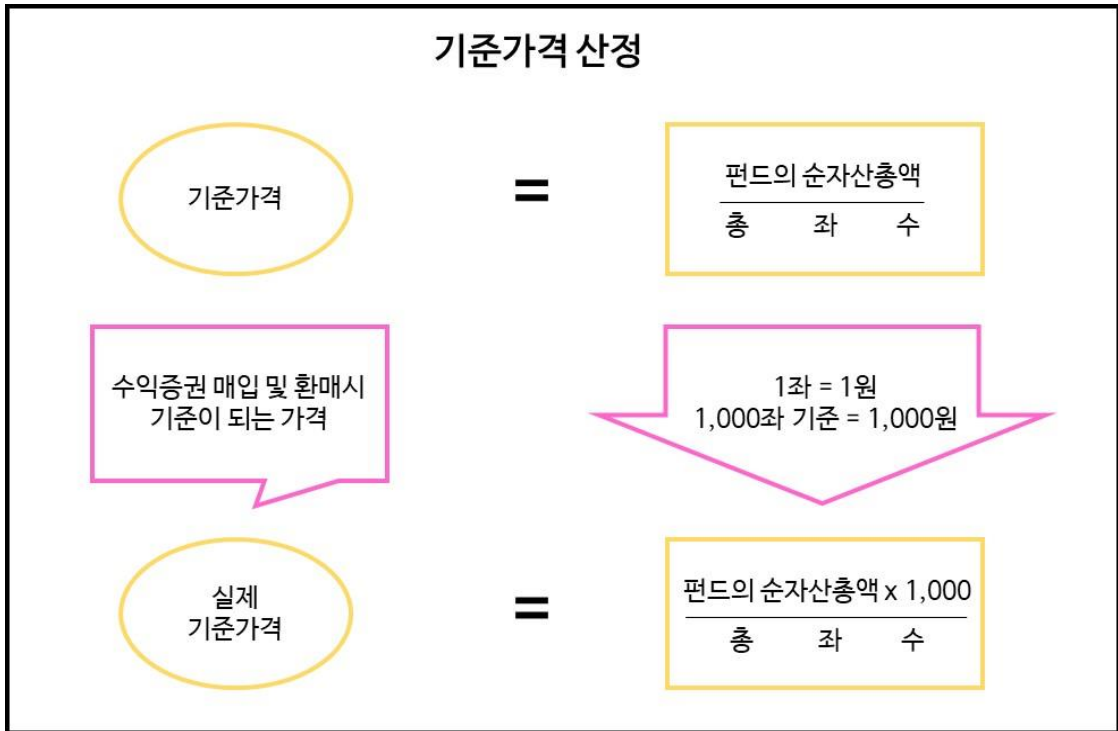 기준가격 산정
기준가격
=
펀드의 순자산총액
총 좌 수
수익증권 매입 및 환매시
기준이 되는 가격
1좌 = 1원
1,000좌 기준 = 1,000원
실제
기준가격
=
펀드의 순자산총액 x 1,000
총 좌 수